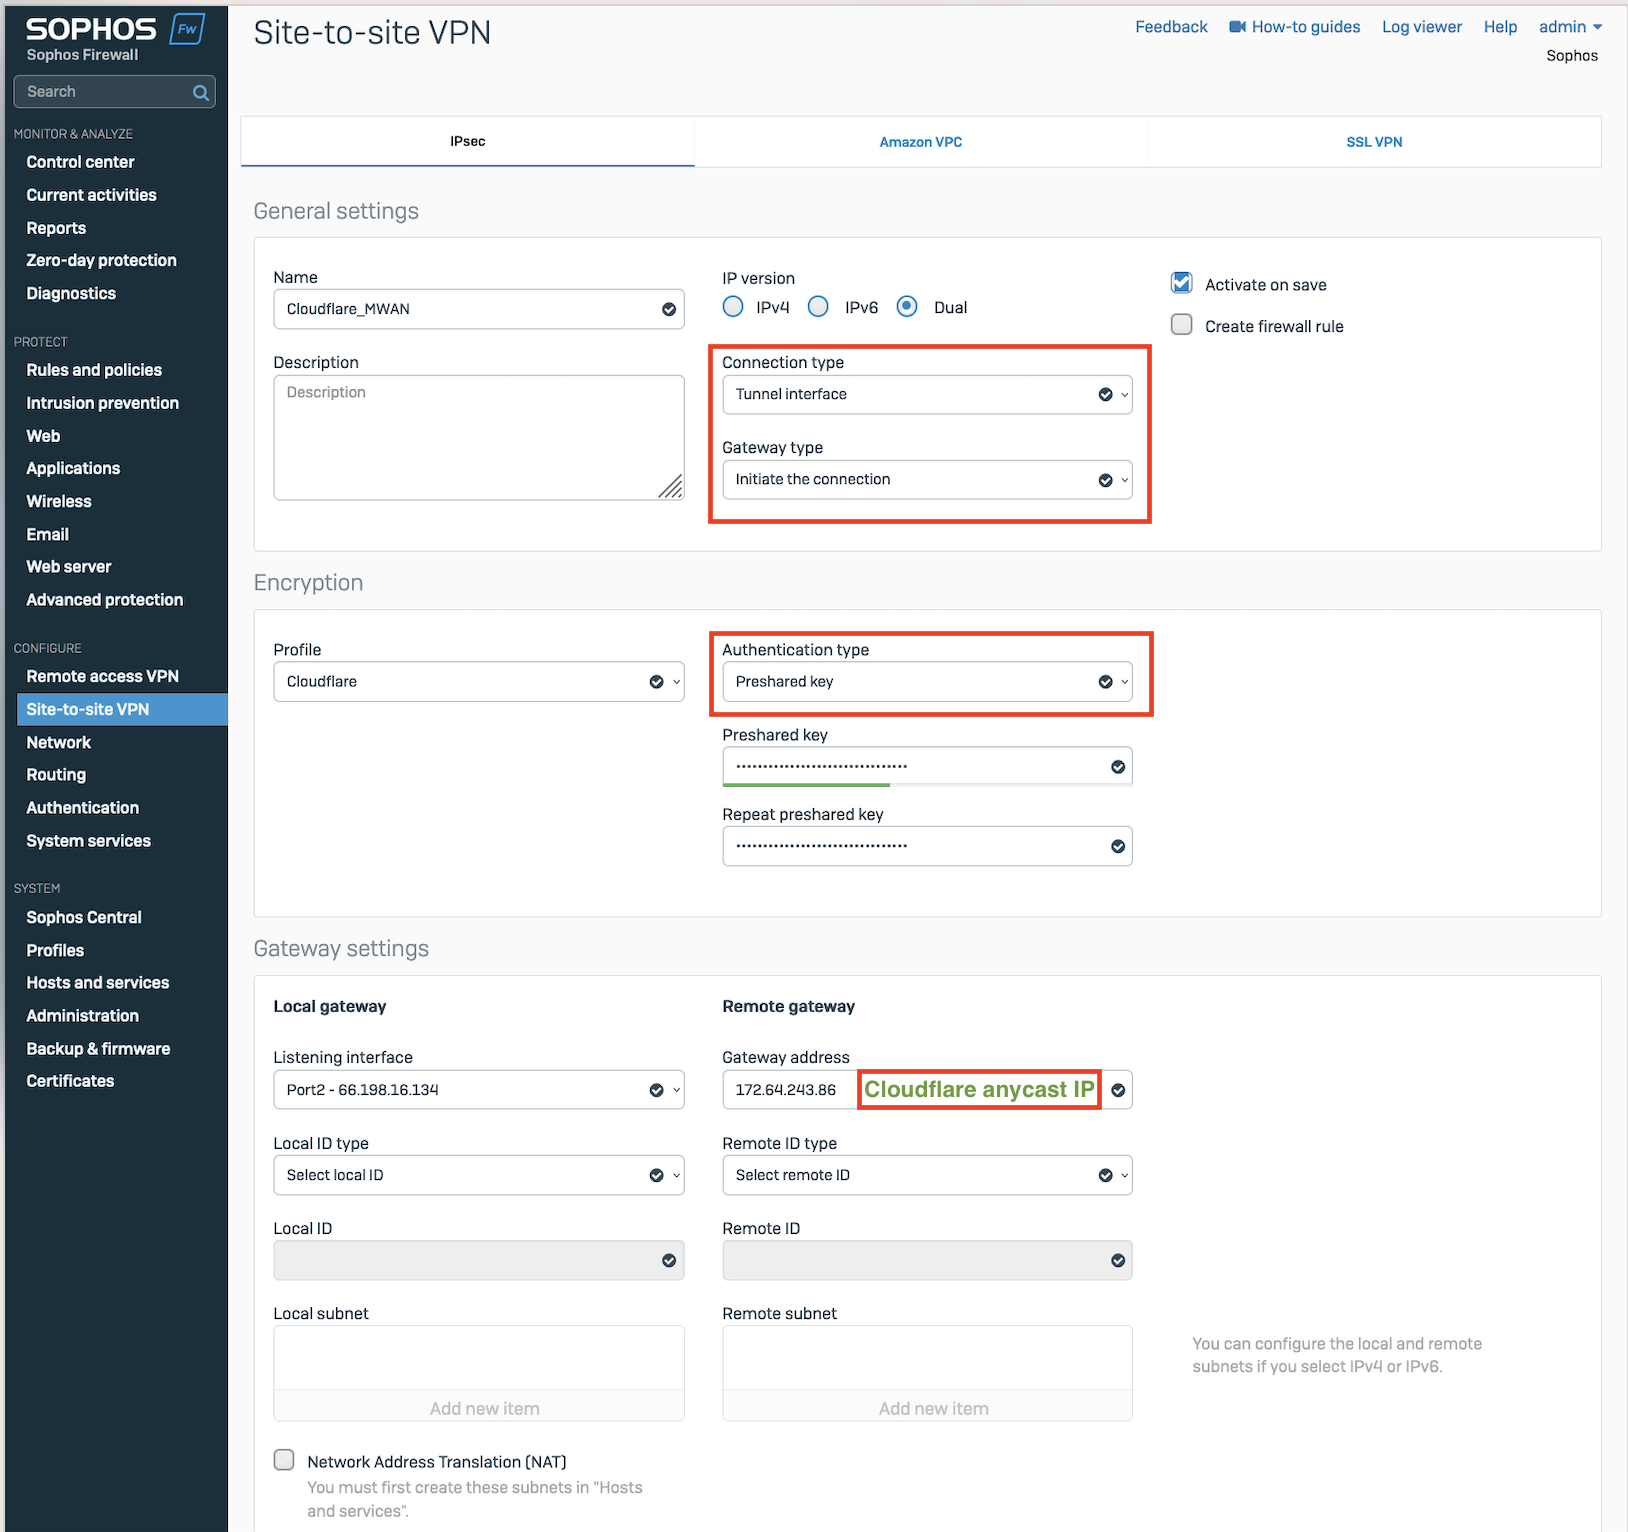 SOPHOS Fw
Sophos Firewall
Search
MONITOR & ANALYZE
Control center
Current activities
Reports
Zero-day protection
Diagnostics
PROTECT
Rules and policies
Intrusion prevention
Web
Applications
Wireless
Email
Web server
Advanced protection
CONFIGURE
Remote access VPN
Site-to-site VPN
Network
Routing
Authentication
System services
SYSTEM
Sophos Central
Profiles
Hosts and services
Administration
Backup & firmware
Certificates
Site-to-site VPN
Feedback How-to guides Log viewer Help admin
Sophos
IPsec Amazon VPC SSL VPN
General settings
Name
Cloudflare_MWAN
Description
Description
IP version
IPv4 IPv6 Dual
Connection type
Tunnel interface
Gateway type
Initiate the connection
Activate on save
Create firewall rule
Encryption
Profile
Cloudflare
Authentication type
Preshared key
Preshared key
Repeat preshared key
Gateway settings
Local gateway
Listening interface
Port2 - 66.198.16.134
Local ID type
Select local ID
Local ID
Local subnet
Add new item
Network Address Translation (NAT)
You must first create these subnets in "Hosts
and services".
Remote gateway
Gateway address
172.64.243.86 Cloudflare anycast IP
Remote ID type
Select remote ID
Remote ID
Remote subnet
Add new item
You can configure the local and remote
subnets if you select IPv4 or IPv6.